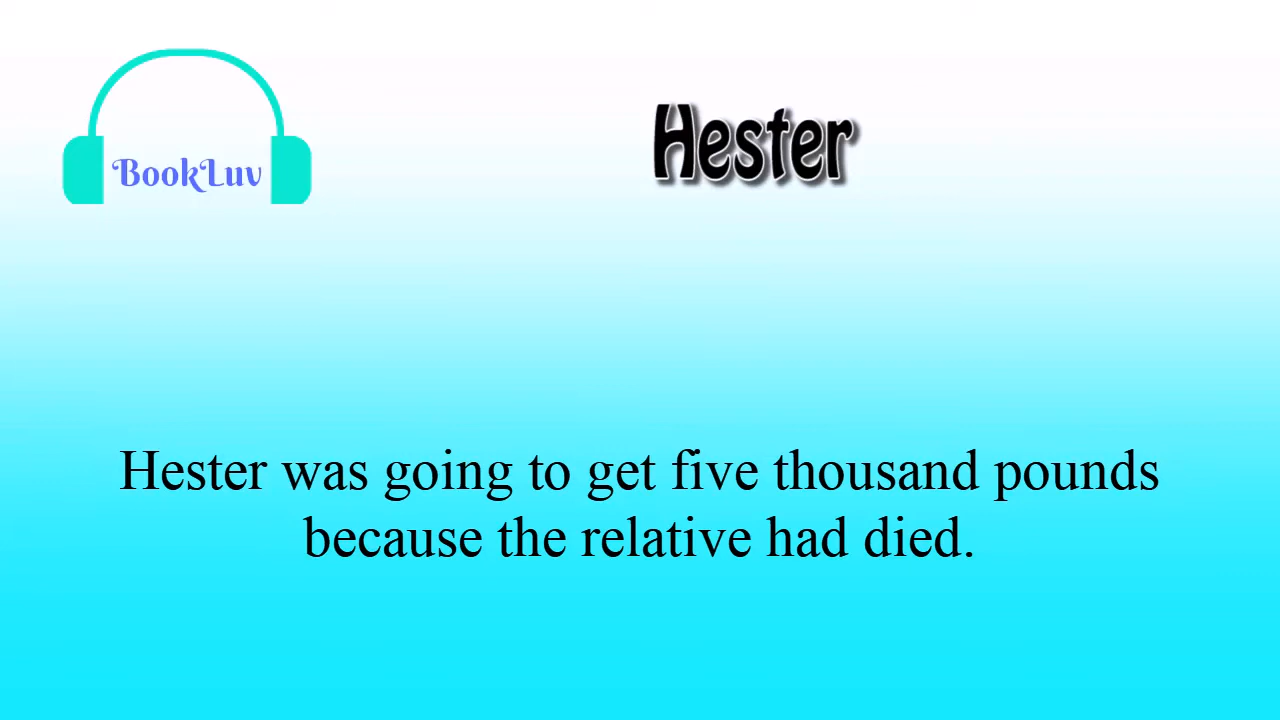 BookLuv
Hester
Hester was going to get five thousand pounds
because the relative had died.